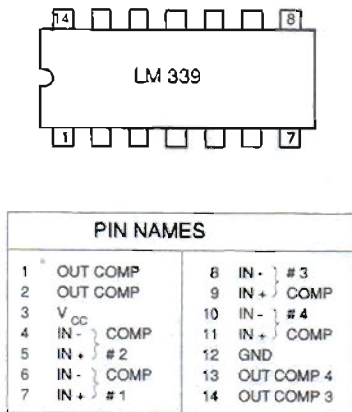 14 8
LM 339
1 7
PIN NAMES
1 OUT COMP
2 OUT COMP
3 VCC
4 IN - } COMP
5 IN + } #2
6 IN - } COMP
7 IN + } #1
8 IN - } #3
9 IN + } COMP
10 IN - } #4
11 IN + } COMP
12 GND
13 OUT COMP 4
14 OUT COMP 3